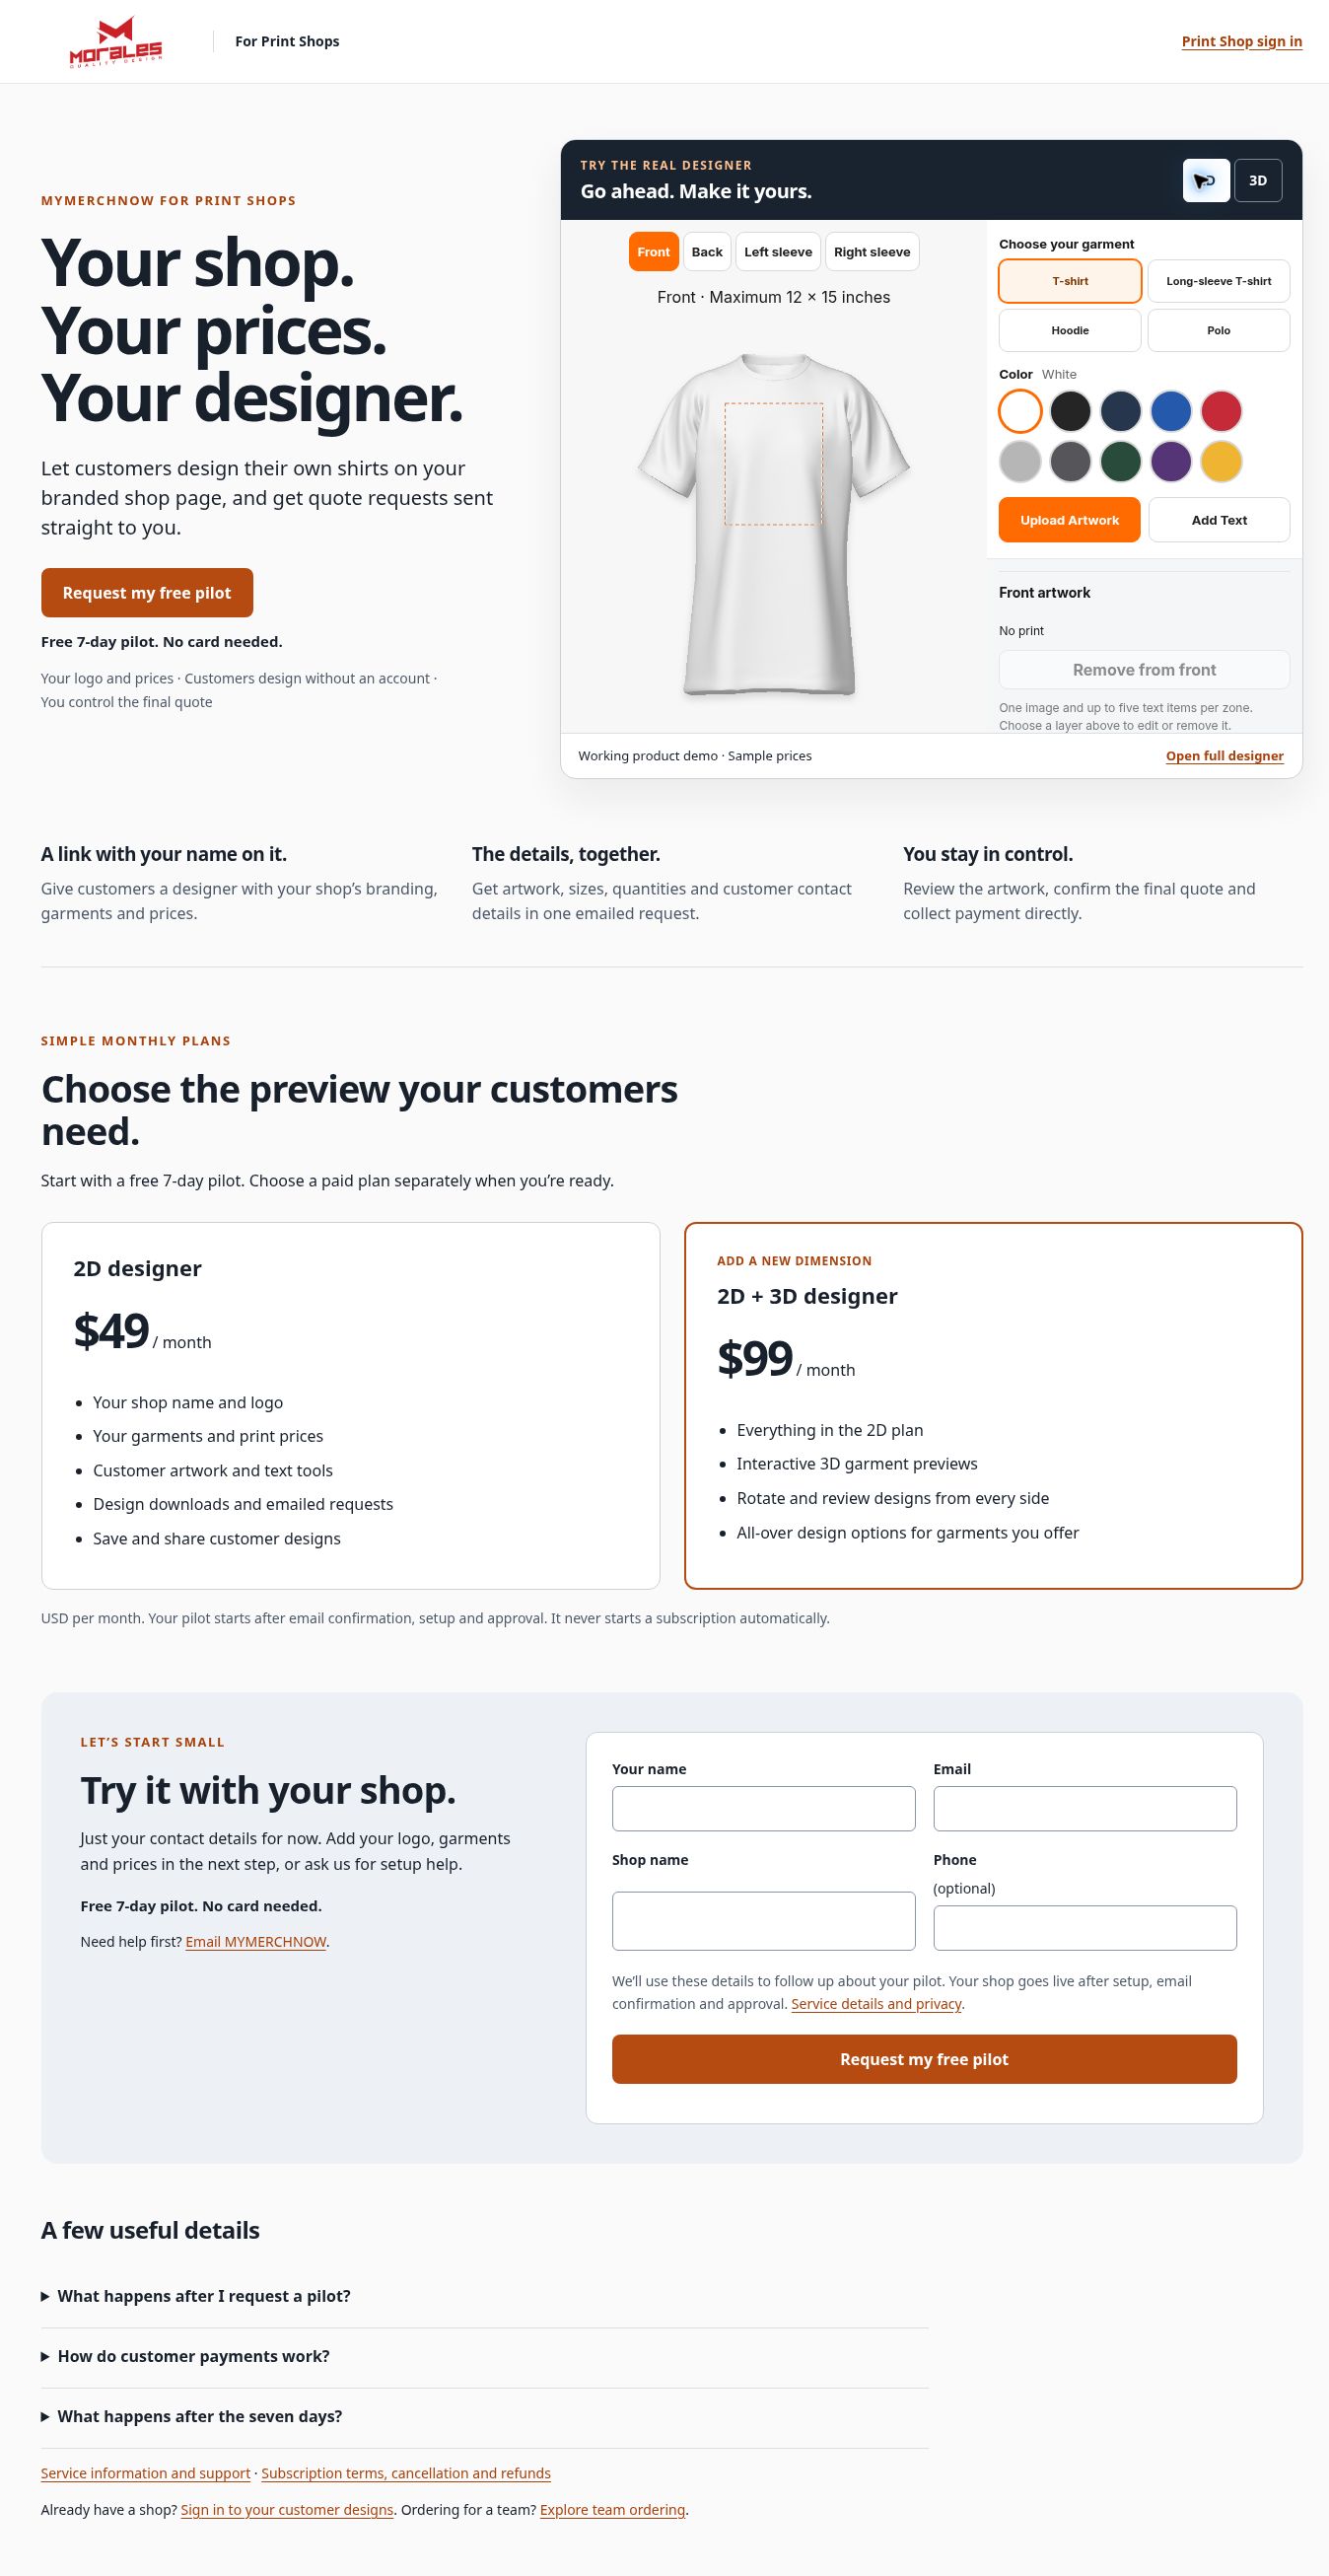 MORALES
QUALITY DESIGN
For Print Shops
Print Shop sign in
MYMERCHNOW FOR PRINT SHOPS
Your shop.
Your prices.
Your designer.
Let customers design their own shirts on your
branded shop page, and get quote requests sent
straight to you.
Request my free pilot
Free 7-day pilot. No card needed.
Your logo and prices · Customers design without an account ·
You control the final quote
TRY THE REAL DESIGNER
Go ahead. Make it yours.
3D
Front
Back
Left sleeve
Right sleeve
Front · Maximum 12 × 15 inches
Choose your garment
T-shirt
Long-sleeve T-shirt
Hoodie
Polo
Color White
Upload Artwork
Add Text
Front artwork
No print
Remove from front
One image and up to five text items per zone.
Choose a layer above to edit or remove it.
Working product demo · Sample prices
Open full designer
A link with your name on it.
Give customers a designer with your shop’s branding,
garments and prices.
The details, together.
Get artwork, sizes, quantities and customer contact
details in one emailed request.
You stay in control.
Review the artwork, confirm the final quote and
collect payment directly.
SIMPLE MONTHLY PLANS
Choose the preview your customers
need.
Start with a free 7-day pilot. Choose a paid plan separately when you’re ready.
2D designer
$49 / month
• Your shop name and logo
• Your garments and print prices
• Customer artwork and text tools
• Design downloads and emailed requests
• Save and share customer designs
ADD A NEW DIMENSION
2D + 3D designer
$99 / month
• Everything in the 2D plan
• Interactive 3D garment previews
• Rotate and review designs from every side
• All-over design options for garments you offer
USD per month. Your pilot starts after email confirmation, setup and approval. It never starts a subscription automatically.
LET’S START SMALL
Try it with your shop.
Just your contact details for now. Add your logo, garments
and prices in the next step, or ask us for setup help.
Free 7-day pilot. No card needed.
Need help first? Email MYMERCHNOW.
Your name
Email
Shop name
Phone
(optional)
We’ll use these details to follow up about your pilot. Your shop goes live after setup, email
confirmation and approval. Service details and privacy.
Request my free pilot
A few useful details
What happens after I request a pilot?
How do customer payments work?
What happens after the seven days?
Service information and support · Subscription terms, cancellation and refunds
Already have a shop? Sign in to your customer designs. Ordering for a team? Explore team ordering.